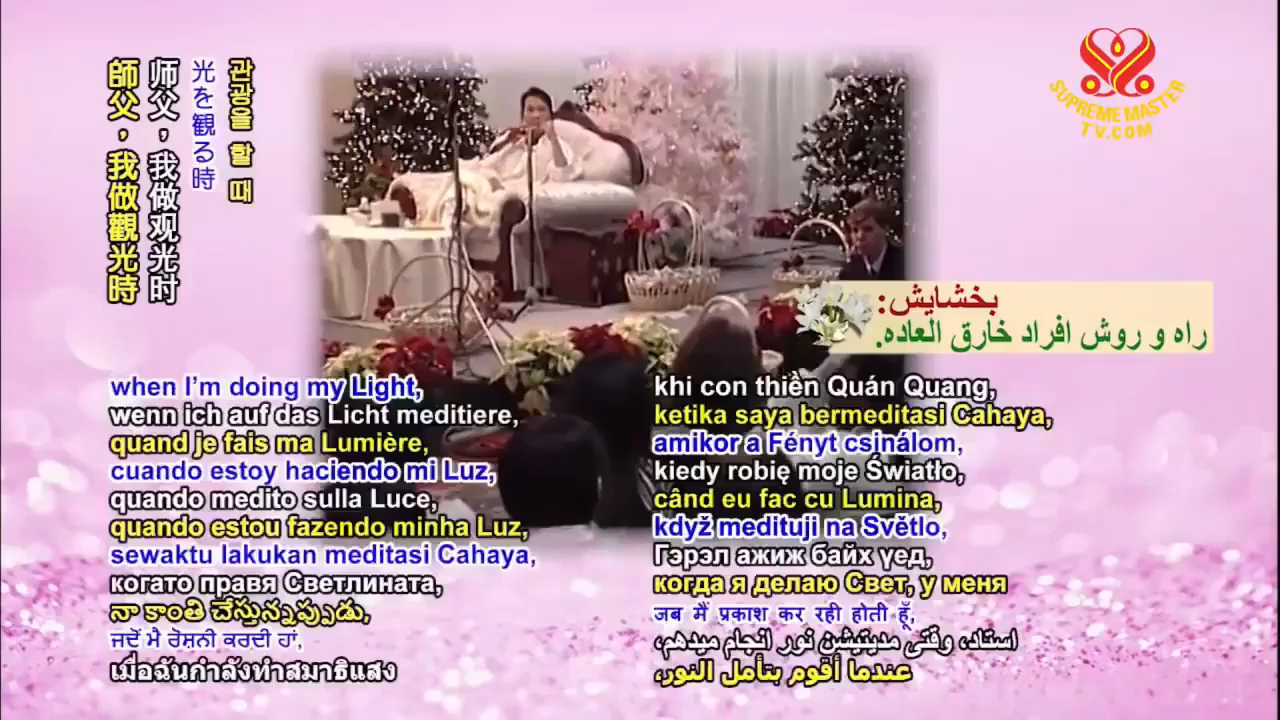 SUPREME MASTER
TV.COM
관광을 할 때
光を観る時
师父，我做观光时
師父，我做觀光時
بخشایش:
راه و روش افراد خارق العاده.
when I'm doing my Light,
wenn ich auf das Licht meditiere,
quand je fais ma Lumière,
cuando estoy haciendo mi Luz,
quando medito sulla Luce,
quando estou fazendo minha Luz,
sewaktu lakukan meditasi Cahaya,
когато правя Светлината,
నా కాంతి చేస్తున్నప్పుడు,
ਜਦੋਂ ਮੈਂ ਰੋਸ਼ਨੀ ਕਰਦੀ ਹਾਂ,
เมื่อฉันกำลังทำสมาธิแสง
khi con thiền Quán Quang,
ketika saya bermeditasi Cahaya,
amikor a Fényt csinálom,
kiedy robię moje Światło,
când eu fac cu Lumina,
když medituji na Světlo,
Гэрэл ажиж байх үед,
когда я делаю Свет, у меня
जब मैं प्रकाश कर रही होती हूँ,
استاد، وقتی مدیتیشن نور انجام میدهم،
عندما أقوم بتأمل النور،